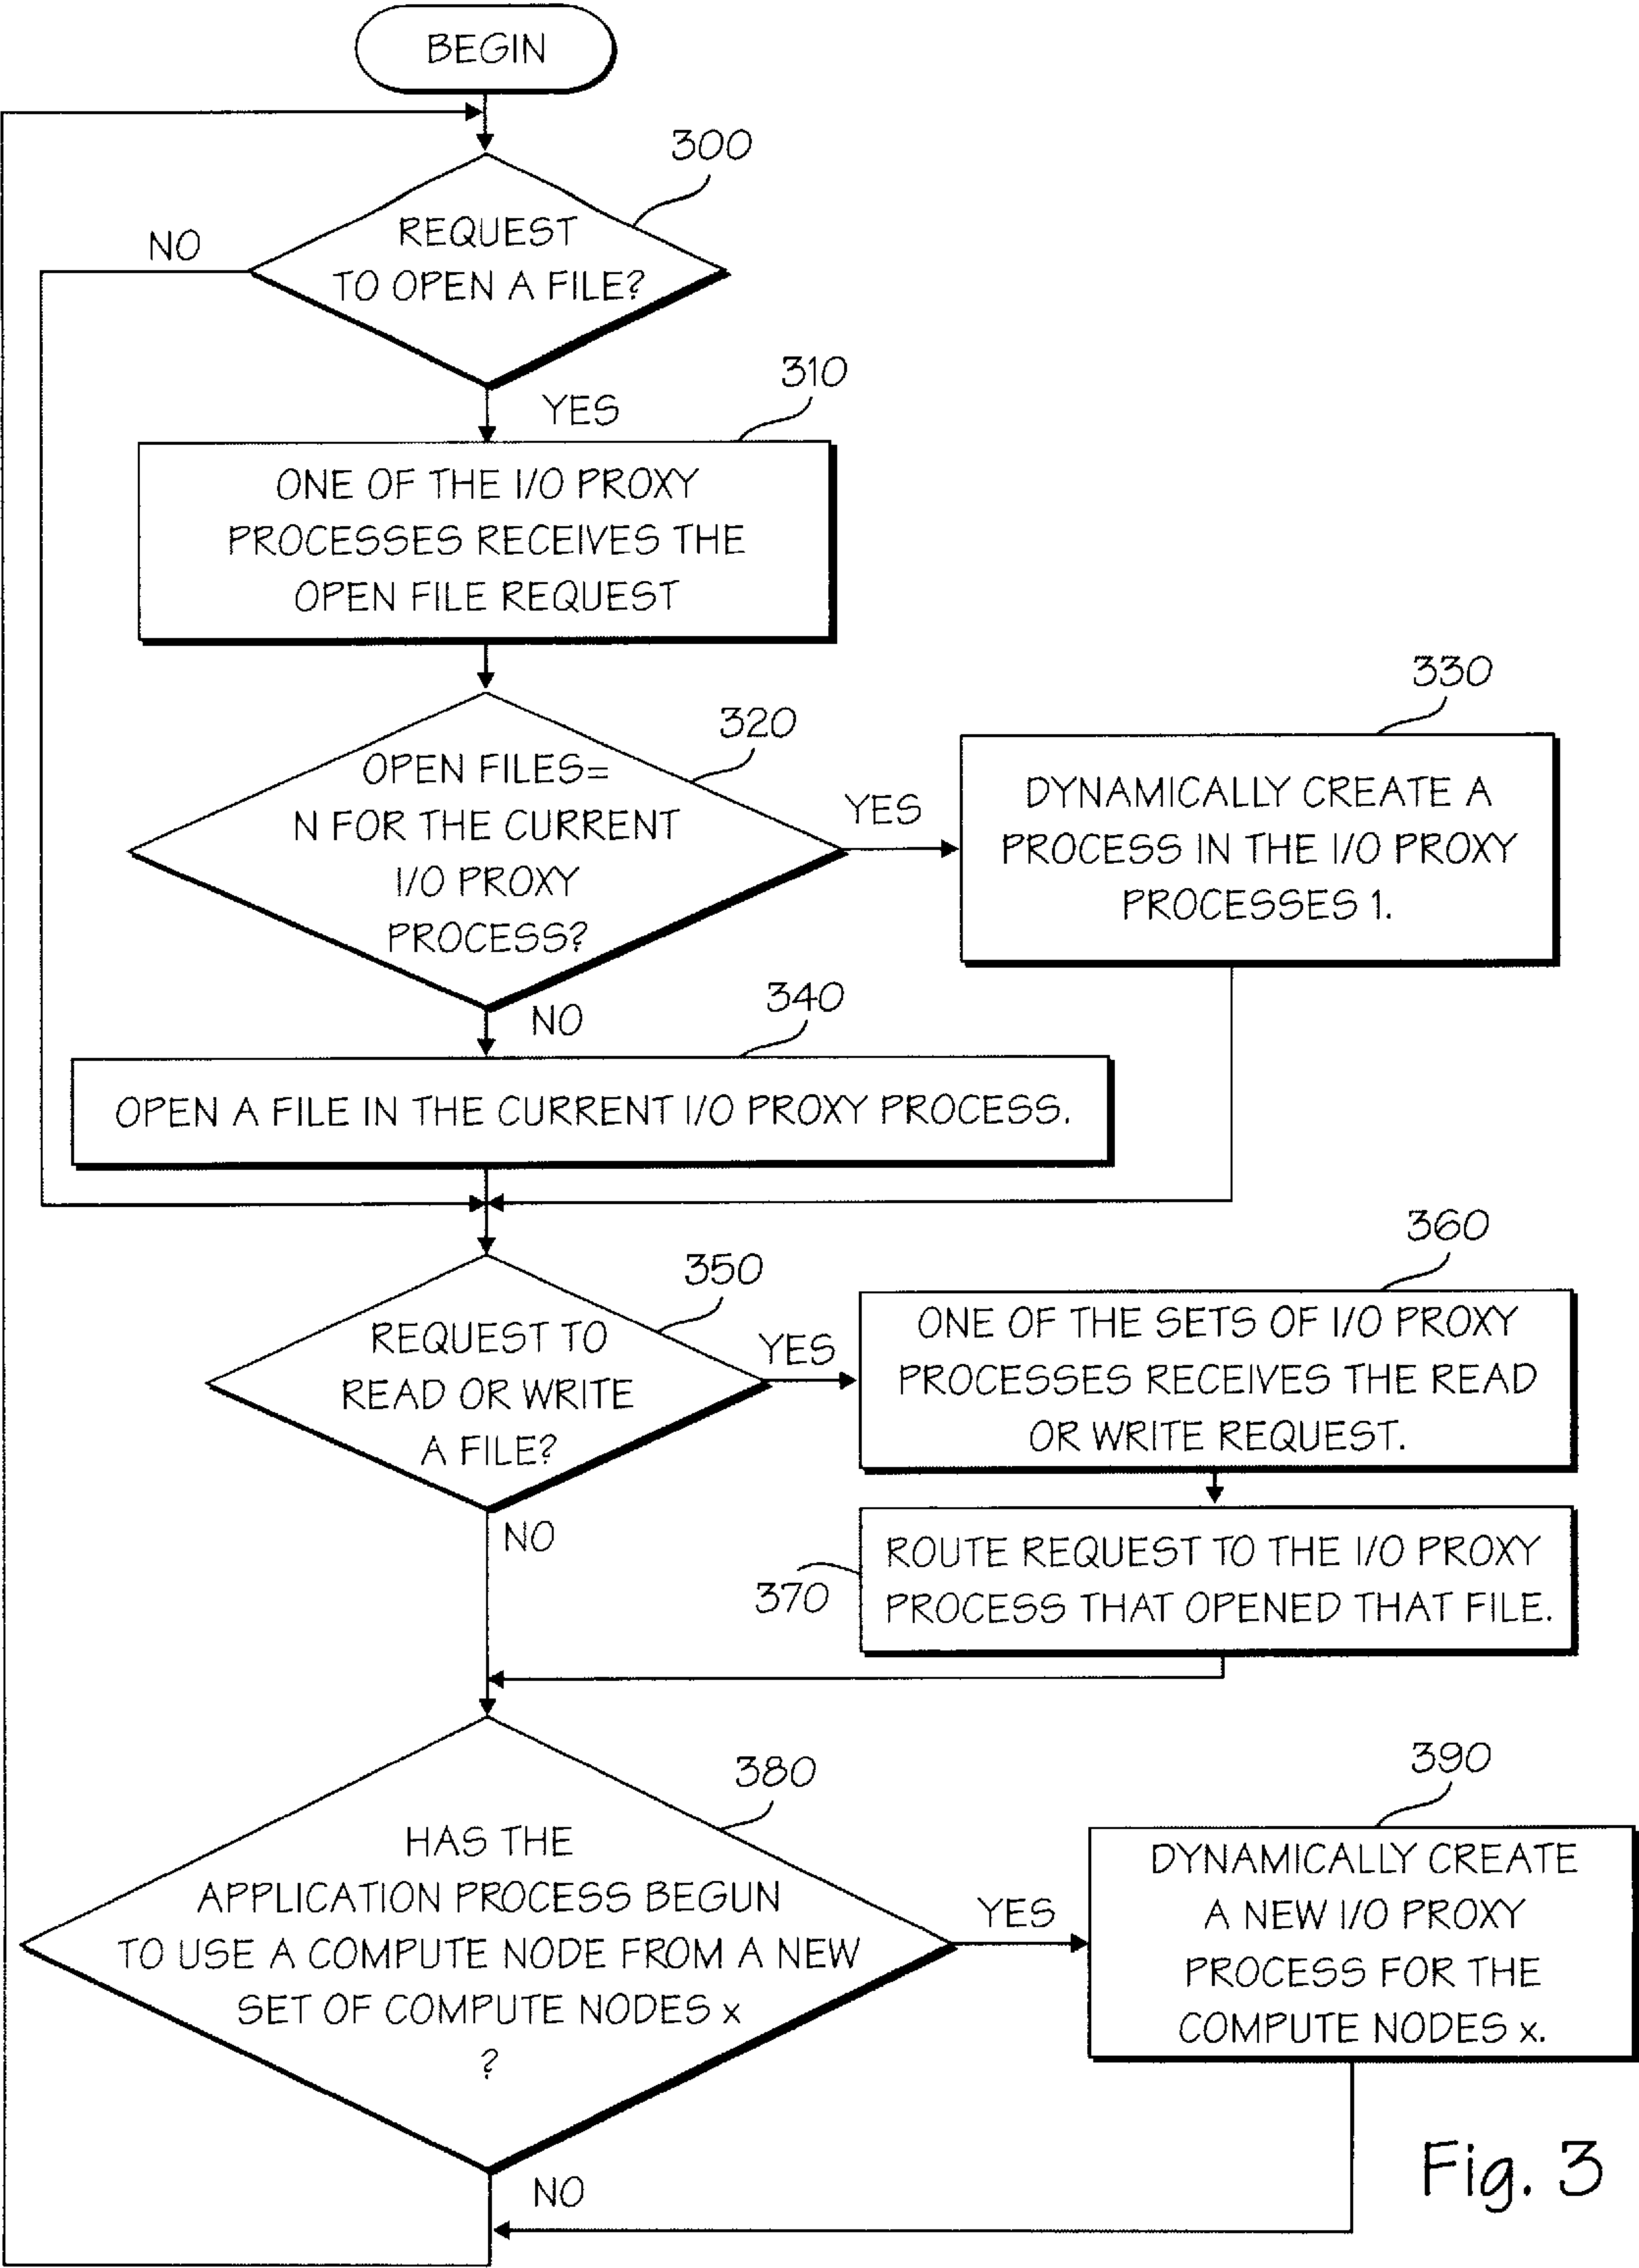 BEGIN
300
REQUEST
TO OPEN A FILE?
NO
YES
310
ONE OF THE I/O PROXY
PROCESSES RECEIVES THE
OPEN FILE REQUEST
320
OPEN FILES=
N FOR THE CURRENT
I/O PROXY
PROCESS?
YES
330
DYNAMICALLY CREATE A
PROCESS IN THE I/O PROXY
PROCESSES 1.
NO
340
OPEN A FILE IN THE CURRENT I/O PROXY PROCESS.
350
REQUEST TO
READ OR WRITE
A FILE?
YES
360
ONE OF THE SETS OF I/O PROXY
PROCESSES RECEIVES THE READ
OR WRITE REQUEST.
NO
370
ROUTE REQUEST TO THE I/O PROXY
PROCESS THAT OPENED THAT FILE.
380
HAS THE
APPLICATION PROCESS BEGUN
TO USE A COMPUTE NODE FROM A NEW
SET OF COMPUTE NODES x
?
YES
390
DYNAMICALLY CREATE
A NEW I/O PROXY
PROCESS FOR THE
COMPUTE NODES x.
NO
Fig. 3